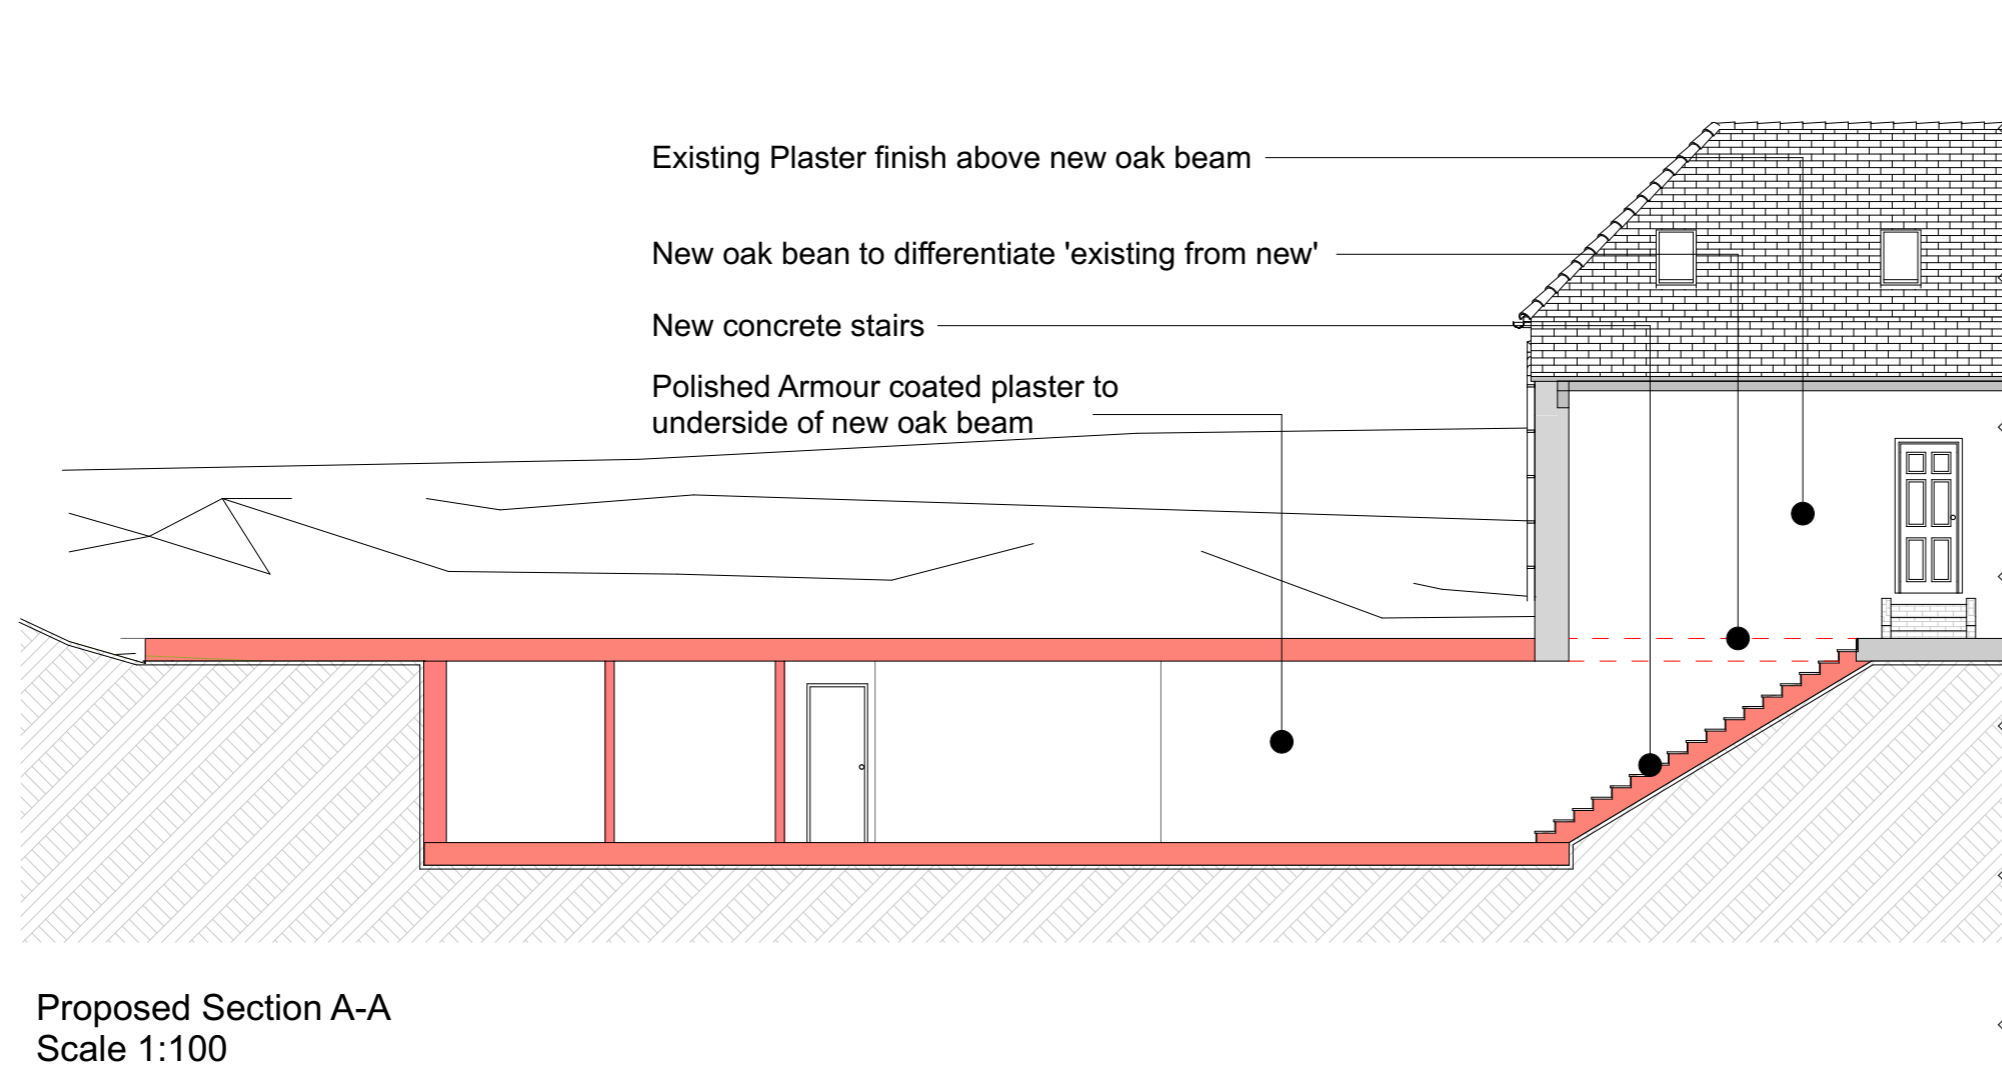 Existing Plaster finish above new oak beam
New oak bean to differentiate 'existing from new'
New concrete stairs
Polished Armour coated plaster to
underside of new oak beam
Proposed Section A-A
Scale 1:100